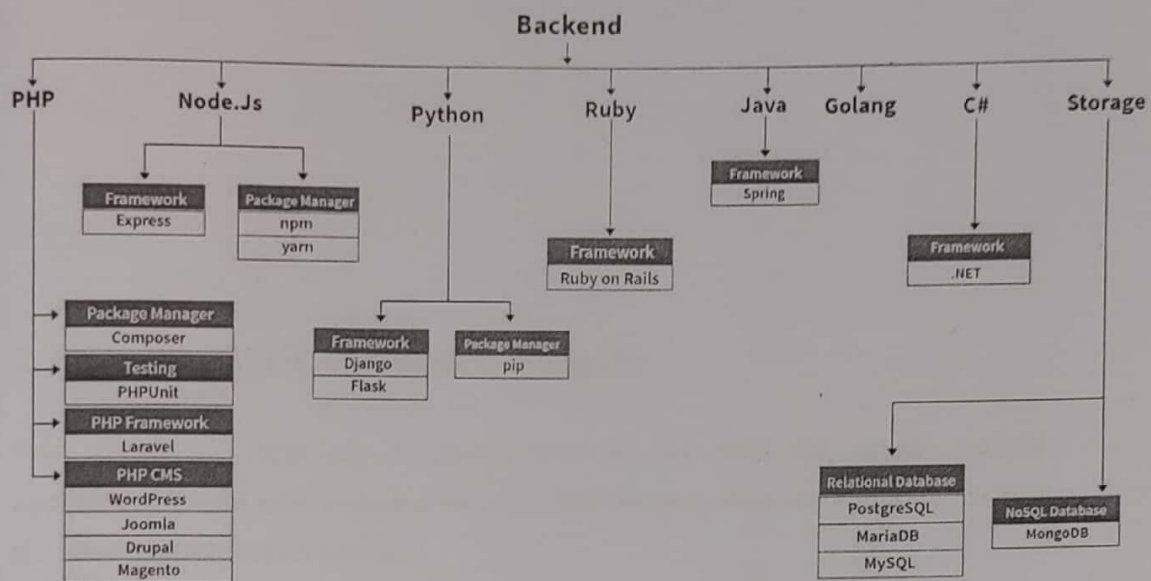 Backend
PHP
Node.Js
Python
Ruby
Java
Golang
C#
Storage
Framework
Express
Package Manager
npm
yarn
Framework
Spring
Framework
Ruby on Rails
Framework
.NET
Package Manager
Composer
Testing
PHPUnit
PHP Framework
Laravel
PHP CMS
WordPress
Joomla
Drupal
Magento
Framework
Django
Flask
Package Manager
pip
Relational Database
PostgreSQL
MariaDB
MySQL
NoSQL Database
MongoDB